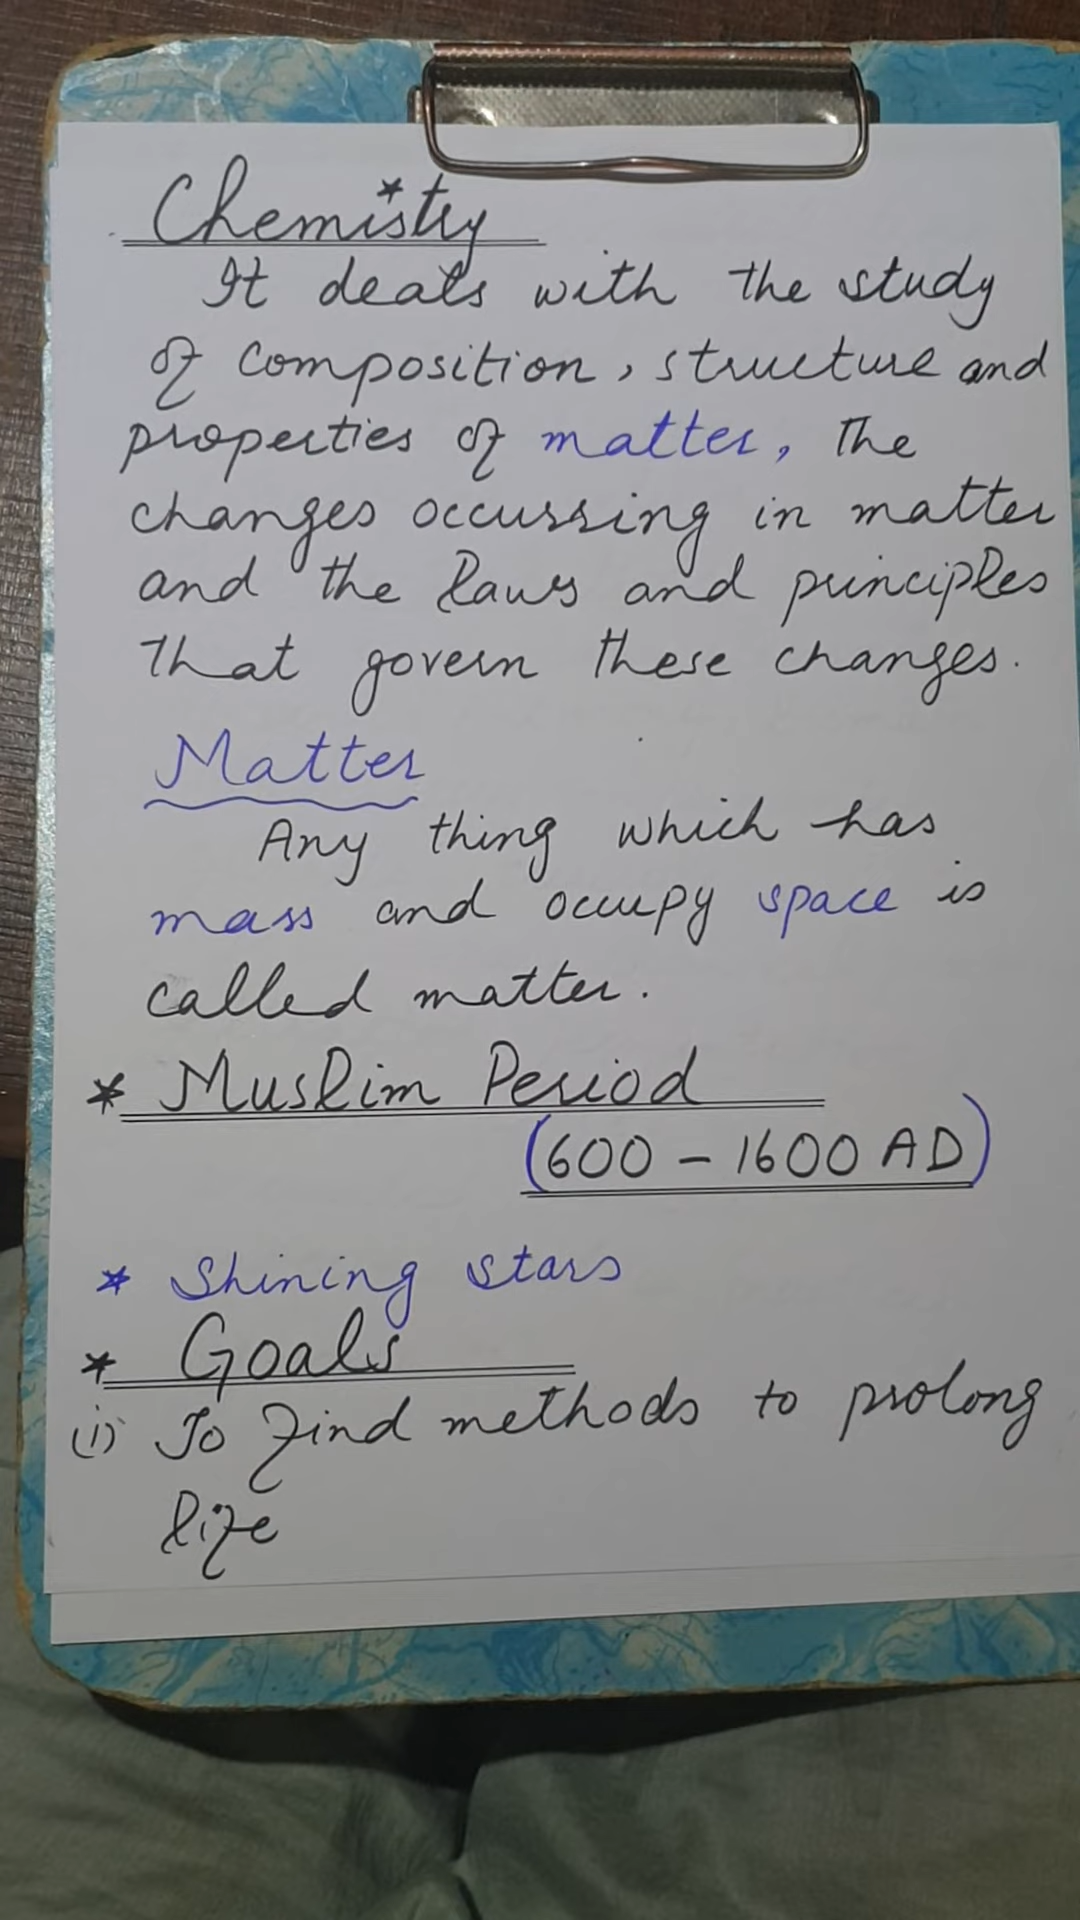 Chemistry
It deals with the study
of composition, structure and
properties of matter, The
changes occurring in matter
and the laws and principles
that govern these changes.
Matter
Any thing which has
mass and occupy space is
called matter.
* Muslim Period
(600 - 1600 AD)
* Shining stars
* Goals
(i) To find methods to prolong
life